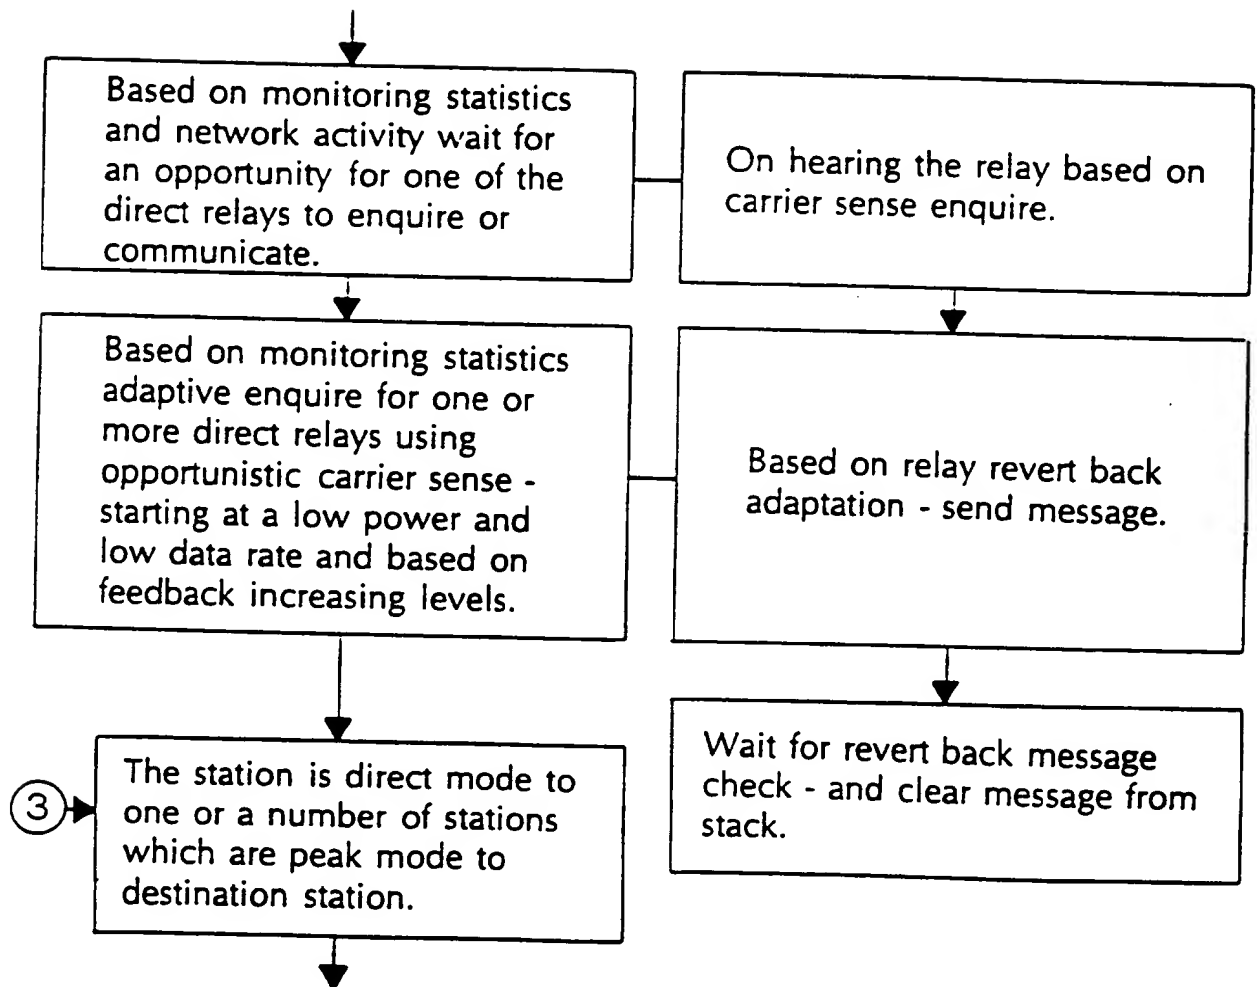 Based on monitoring statistics
and network activity wait for
an opportunity for one of the
direct relays to enquire or
communicate.
On hearing the relay based on
carrier sense enquire.
Based on monitoring statistics
adaptive enquire for one or
more direct relays using
opportunistic carrier sense -
starting at a low power and
low data rate and based on
feedback increasing levels.
Based on relay revert back
adaptation - send message.
3
The station is direct mode to
one or a number of stations
which are peak mode to
destination station.
Wait for revert back message
check - and clear message from
stack.